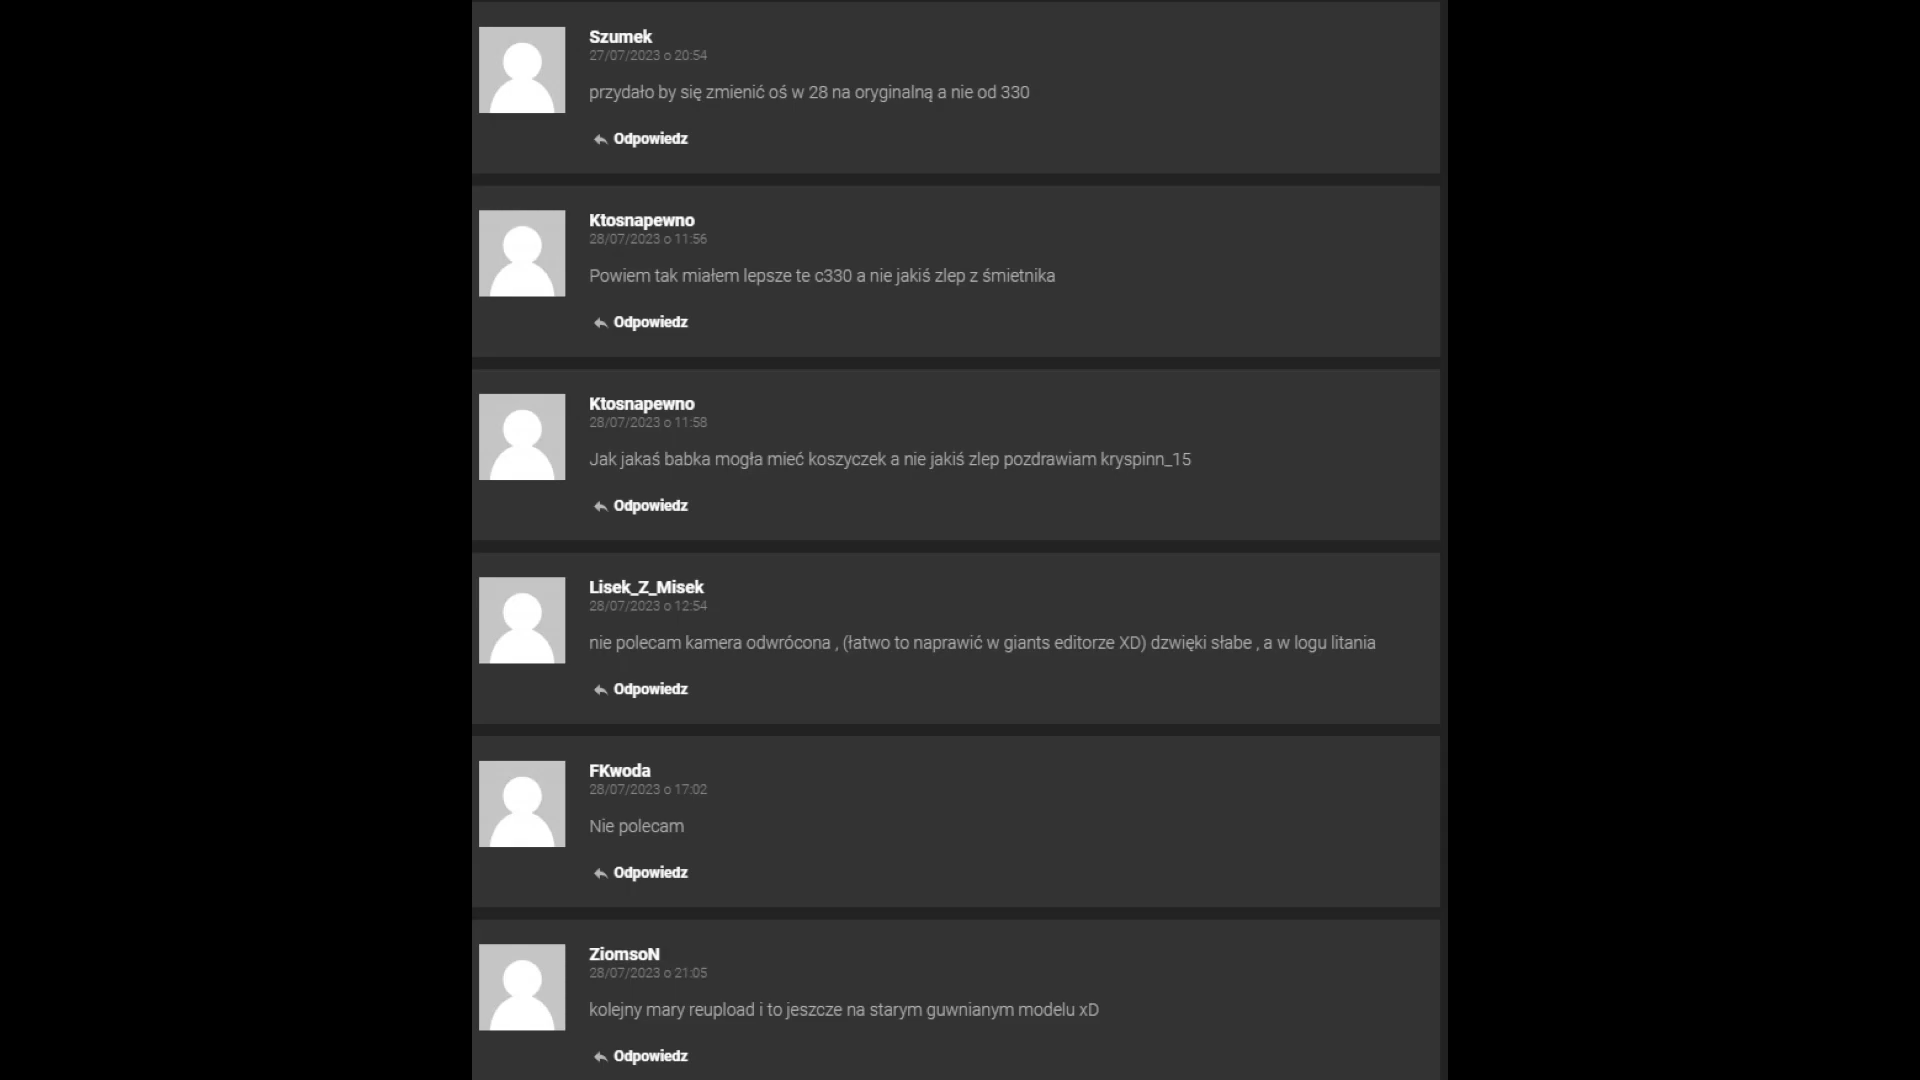 Szumek
27/07/2023 o 20:54
przydało by się zmienić oś w 28 na oryginalną a nie od 330
Odpowiedz
Ktosnapewno
28/07/2023 o 11:56
Powiem tak miałem lepsze te c330 a nie jakiś zlep z śmietnika
Odpowiedz
Ktosnapewno
28/07/2023 o 11:58
Jak jakaś babka mogła mieć koszyczek a nie jakiś zlep pozdrawiam kryspinn_15
Odpowiedz
Lisek_Z_Misek
28/07/2023 o 12:54
nie polecam kamera odwrócona , (łatwo to naprawić w giants editorze XD) dzwięki słabe , a w logu litania
Odpowiedz
FKwoda
28/07/2023 o 17:02
Nie polecam
Odpowiedz
ZiomsoN
28/07/2023 o 21:05
kolejny mary reupload i to jeszcze na starym guwnianym modelu xD
Odpowiedz